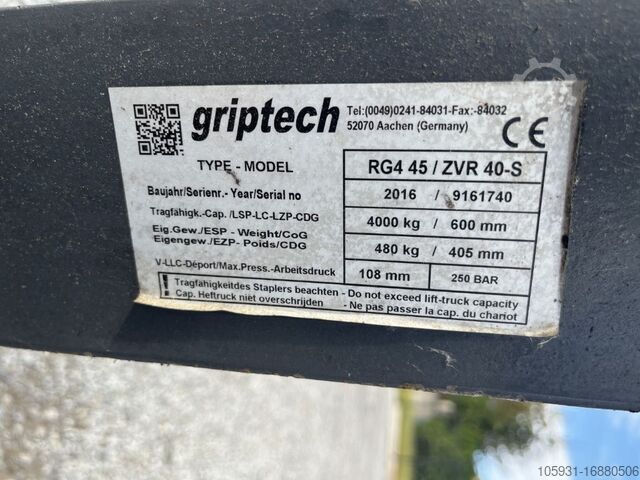 griptech
Tel:(0049)0241-84031-Fax:-84032
52070 Aachen (Germany)
CE
TYPE - MODEL
RG4 45 / ZVR 40-S
Baujahr/Serienr.- Year/Serial no
2016 / 9161740
Tragfähigk.-Cap. /LSP-LC-LZP-CDG
4000 kg / 600 mm
Eig.Gew./ESP - Weight/CoG
Eigengew./EZP- Poids/CDG
480 kg / 405 mm
V-LLC-Déport/Max.Press.-Arbeitsdruck
108 mm
250 BAR
! Tragfähigkeitdes Staplers beachten - Do not exceed lift-truck capacity
Cap. Heftruck niet overschrijden - Ne pas passer la cap. du chariot
105931-16880506